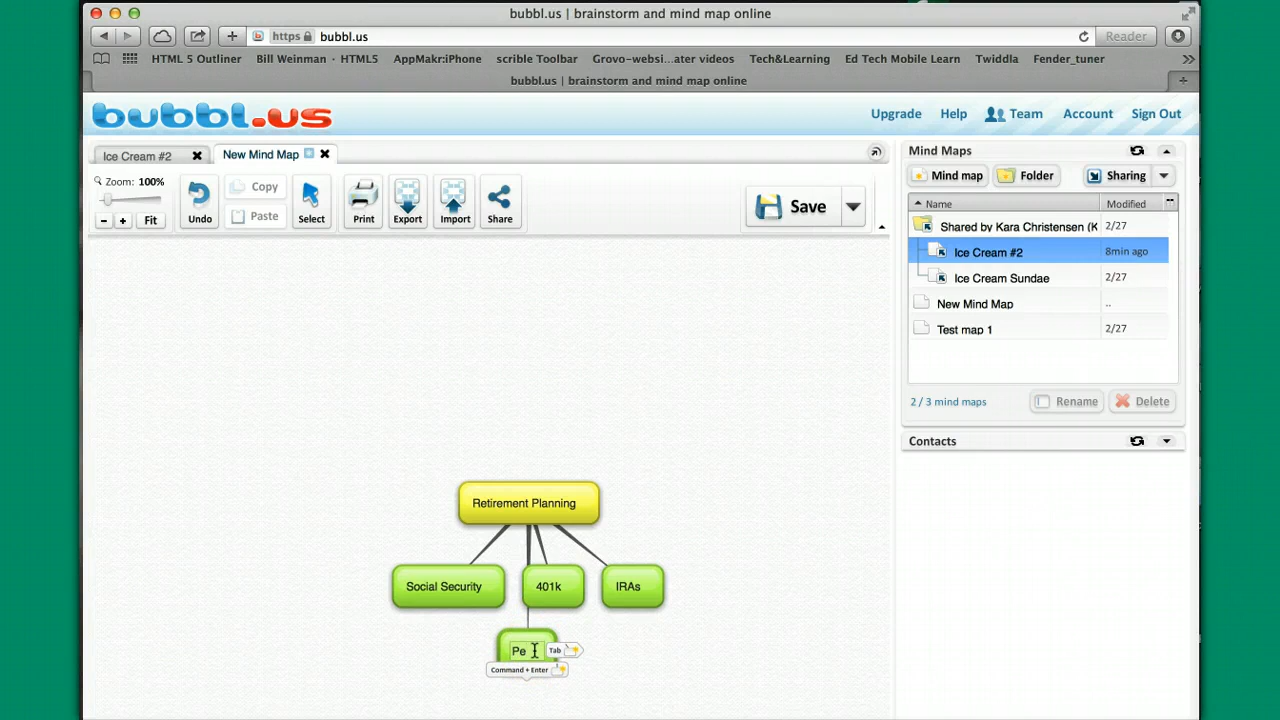 bubbl.us | brainstorm and mind map online
https bubbl.us Reader
HTML 5 Outliner Bill Weinman - HTML5 AppMakr:iPhone scrible Toolbar Grovo-websi...ater videos Tech&Learning Ed Tech Mobile Learn Twiddla Fender_tuner
bubbl.us | brainstorm and mind map online
bubbl.us
Upgrade Help Team Account Sign Out
Ice Cream #2 New Mind Map
Zoom: 100%
Fit
Undo
Copy
Paste
Select
Print
Export
Import
Share
Save
Mind Maps
Mind map Folder Sharing
Name Modified
Shared by Kara Christensen (K 2/27
Ice Cream #2 8min ago
Ice Cream Sundae 2/27
New Mind Map ..
Test map 1 2/27
2 / 3 mind maps Rename Delete
Contacts
Retirement Planning
Social Security 401k IRAs
Pe Tab
Command + Enter